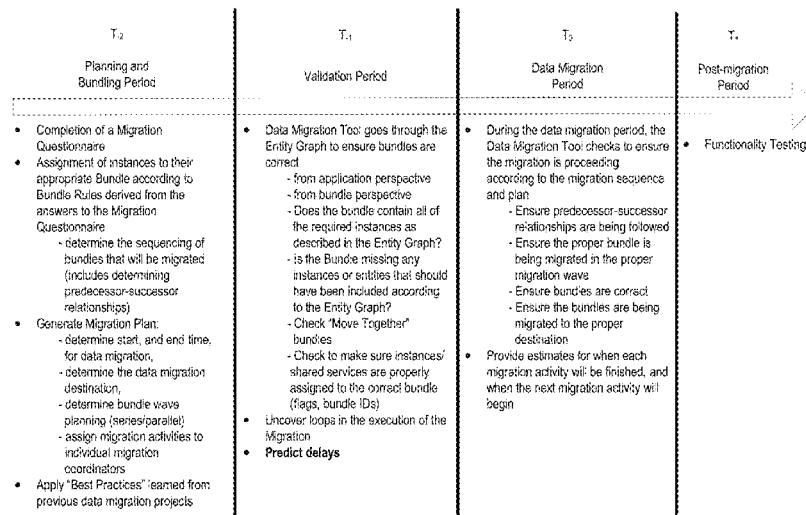 T-2
Planning and
Bundling Period
• Completion of a Migration
Questionnaire
• Assignment of instances to their
appropriate Bundle according to
Bundle Rules derived from the
answers to the Migration
Questionnaire
- determine the sequencing of
bundles that will be migrated
(includes determining
predecessor-successor
relationships)
• Generate Migration Plan:
- determine start, and end time,
for data migration,
- determine the data migration
destination,
- determine bundle wave
planning (series/parallel)
- assign migration activities to
individual migration
coordinators
• Apply "Best Practices" learned from
previous data migration projects
T-1
Validation Period
• Data Migration Tool goes through the
Entity Graph to ensure bundles are
correct
- from application perspective
- from bundle perspective
- Does the bundle contain all of
the required instances as
described in the Entity Graph?
- is the Bundle missing any
instances or entities that should
have been included according
to the Entity Graph?
- Check "Move Together"
bundles
- Check to make sure instances/
shared services are properly
assigned to the correct bundle
(flags, bundle IDs)
• Uncover loops in the execution of the
Migration
• Predict delays
T0
Data Migration
Period
• During the data migration period, the
Data Migration Tool checks to ensure
the migration is proceeding
according to the migration sequence
and plan
- Ensure predecessor-successor
relationships are being followed
- Ensure the proper bundle is
being migrated in the proper
migration wave
- Ensure bundles are correct
- Ensure the bundles are being
migrated to the proper
destination
• Provide estimates for when each
migration activity will be finished, and
when the next migration activity will
begin
Post-migration
Period
• Functionality Testing